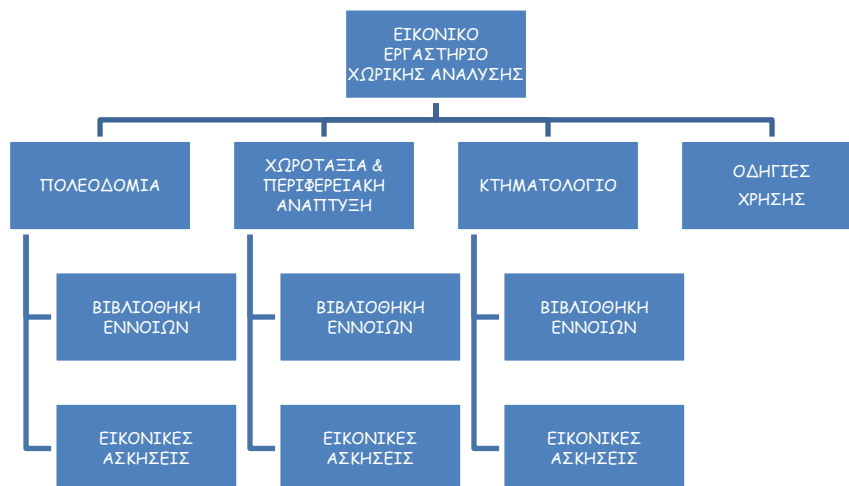 ΕΙΚΟΝΙΚΟ
ΕΡΓΑΣΤΗΡΙΟ
ΧΩΡΙΚΗΣ ΑΝΑΛΥΣΗΣ
ΠΟΛΕΟΔΟΜΙΑ
ΧΩΡΟΤΑΞΙΑ &
ΠΕΡΙΦΕΡΕΙΑΚΗ
ΑΝΑΠΤΥΞΗ
ΚΤΗΜΑΤΟΛΟΓΙΟ
ΟΔΗΓΙΕΣ
ΧΡΗΣΗΣ
ΒΙΒΛΙΟΘΗΚΗ
ΕΝΝΟΙΩΝ
ΒΙΒΛΙΟΘΗΚΗ
ΕΝΝΟΙΩΝ
ΒΙΒΛΙΟΘΗΚΗ
ΕΝΝΟΙΩΝ
ΕΙΚΟΝΙΚΕΣ
ΑΣΚΗΣΕΙΣ
ΕΙΚΟΝΙΚΕΣ
ΑΣΚΗΣΕΙΣ
ΕΙΚΟΝΙΚΕΣ
ΑΣΚΗΣΕΙΣ